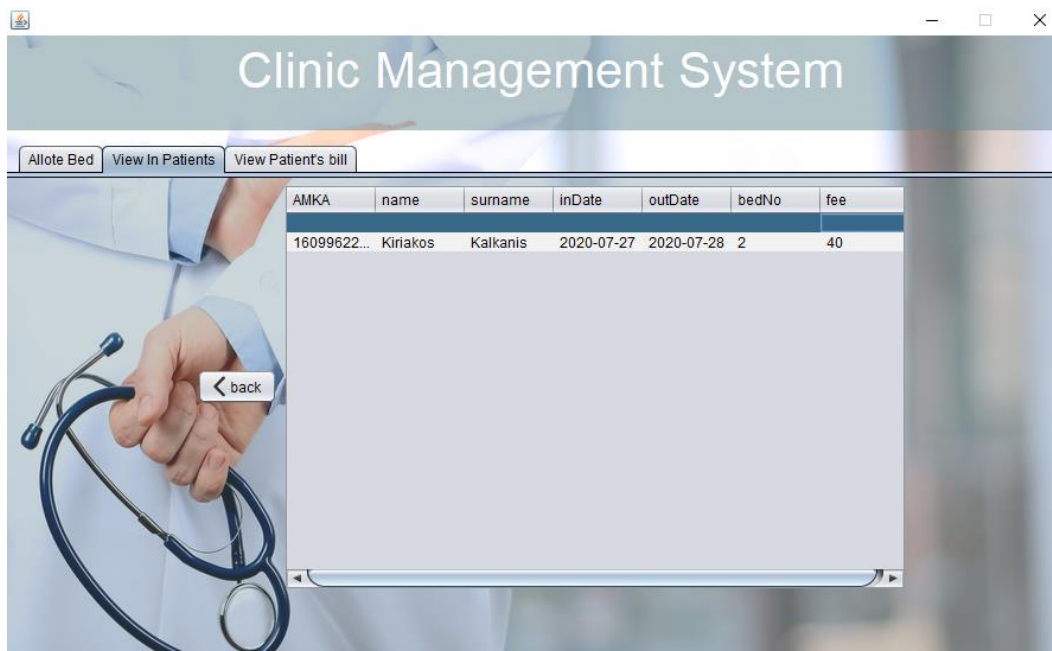 Clinic Management System
Allote Bed View In Patients View Patient's bill
AMKA name surname inDate outDate bedNo fee
16099622... Kiriakos Kalkanis 2020-07-27 2020-07-28 2 40
back